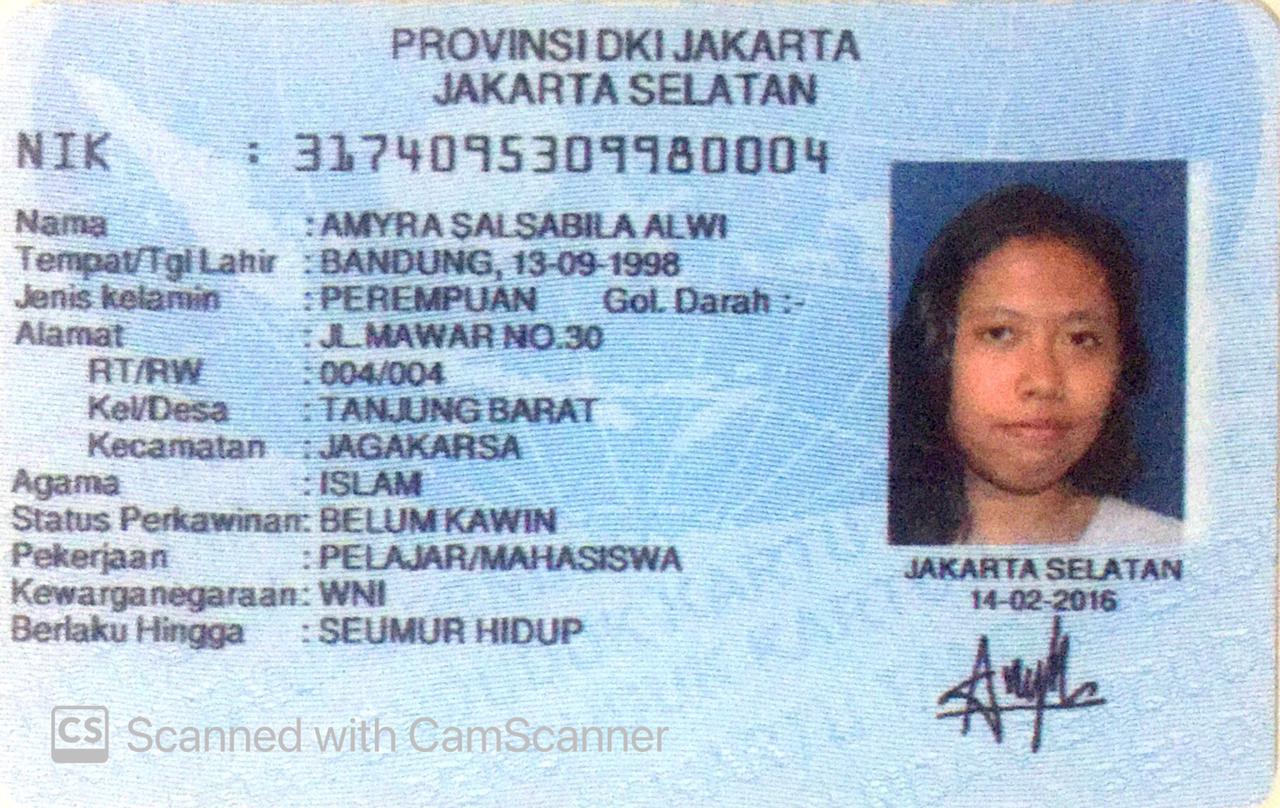 PROVINSI DKI JAKARTA
JAKARTA SELATAN
NIK : 3174095309980004
Nama : AMYRA SALSABILA ALWI
Tempat/Tgl Lahir : BANDUNG, 13-09-1998
Jenis kelamin : PEREMPUAN Gol. Darah :-
Alamat : JL.MAWAR NO.30
RT/RW : 004/004
Kel/Desa : TANJUNG BARAT
Kecamatan : JAGAKARSA
Agama : ISLAM
Status Perkawinan: BELUM KAWIN
Pekerjaan : PELAJAR/MAHASISWA
Kewarganegaraan: WNI
Berlaku Hingga : SEUMUR HIDUP
JAKARTA SELATAN
14-02-2016
CS Scanned with CamScanner